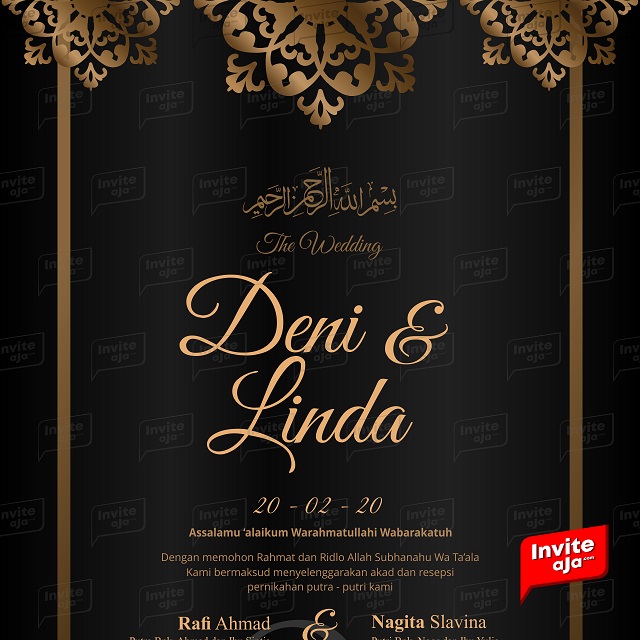 بسم الله الرحمن الرحيم
The Wedding
Deni &
Linda
20 - 02 - 20
Assalamu ‘alaikum Warahmatullahi Wabarakatuh
Dengan memohon Rahmat dan Ridlo Allah Subhanahu Wa Ta’ala
Kami bermaksud menyelenggarakan akad dan resepsi
pernikahan putra - putri kami
Invite
aja.com
Rafi Ahmad & Nagita Slavina